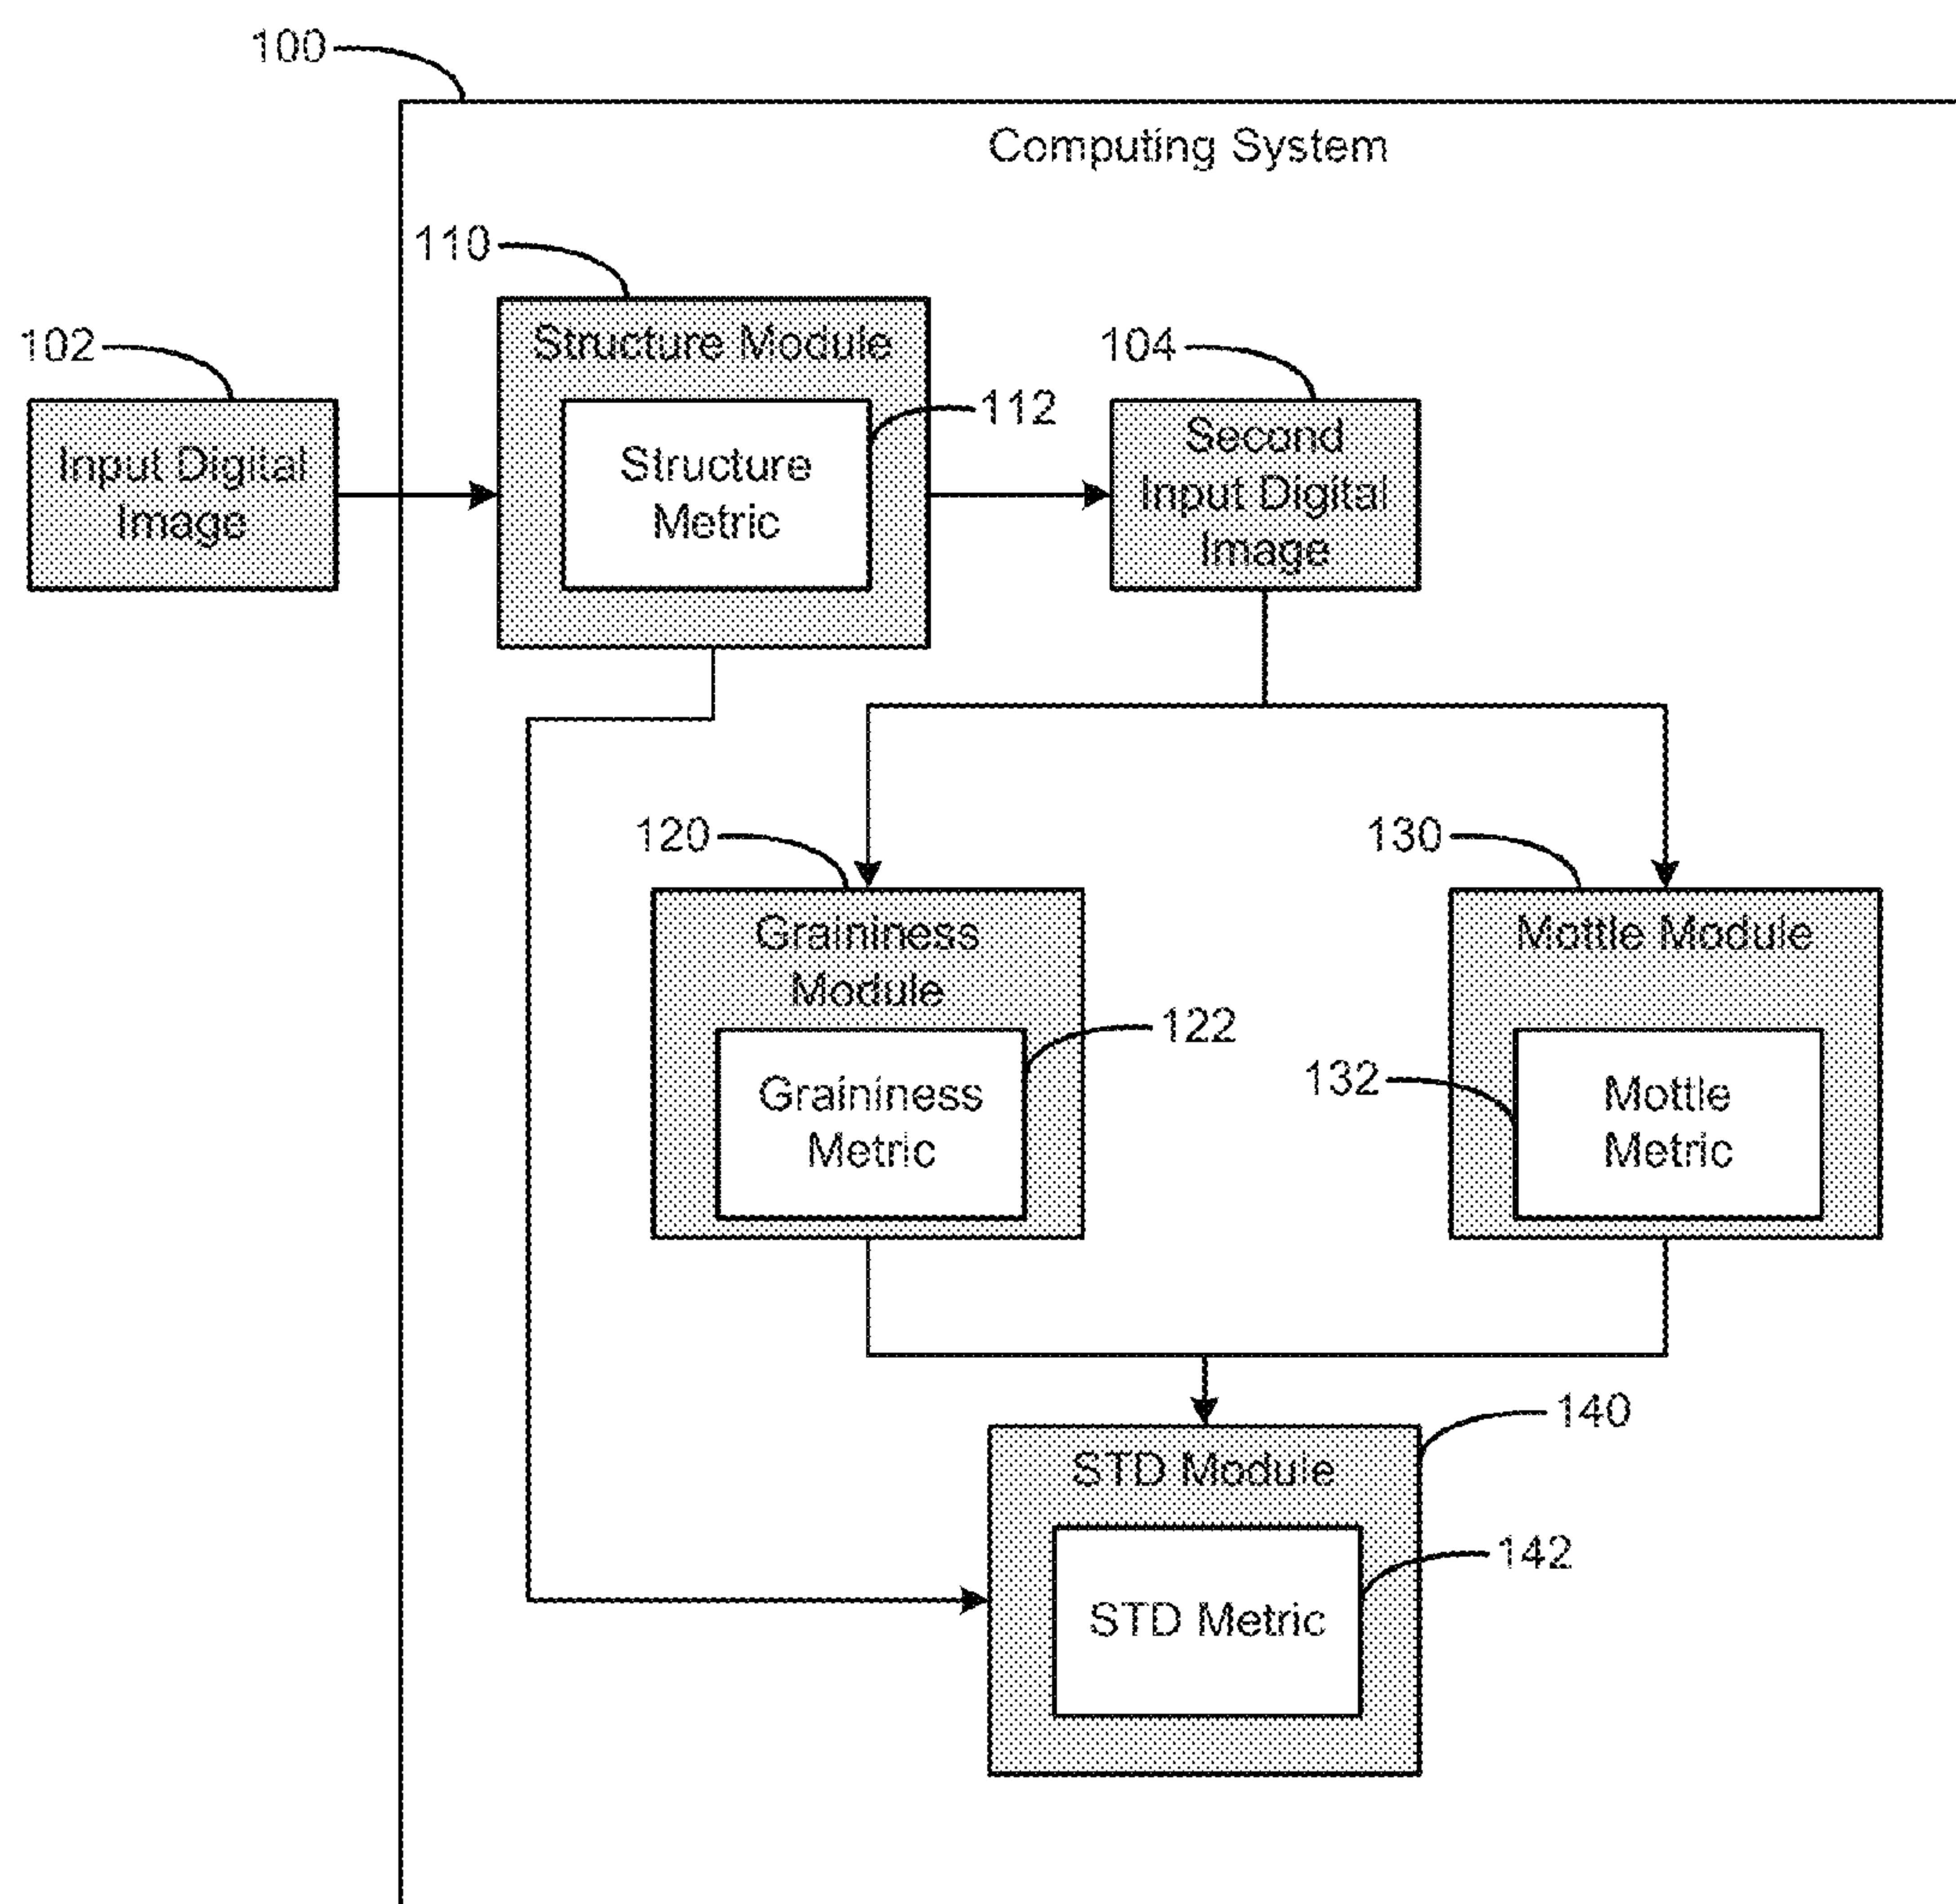 100
Computing System
110
102
Structure Module
104
112
Input Digital
Image
Structure
Metric
Second
Input Digital
Image
120
130
Graininess
Module
Mottle Module
122
Graininess
Metric
132
Mottle
Metric
140
STD Module
142
STD Metric